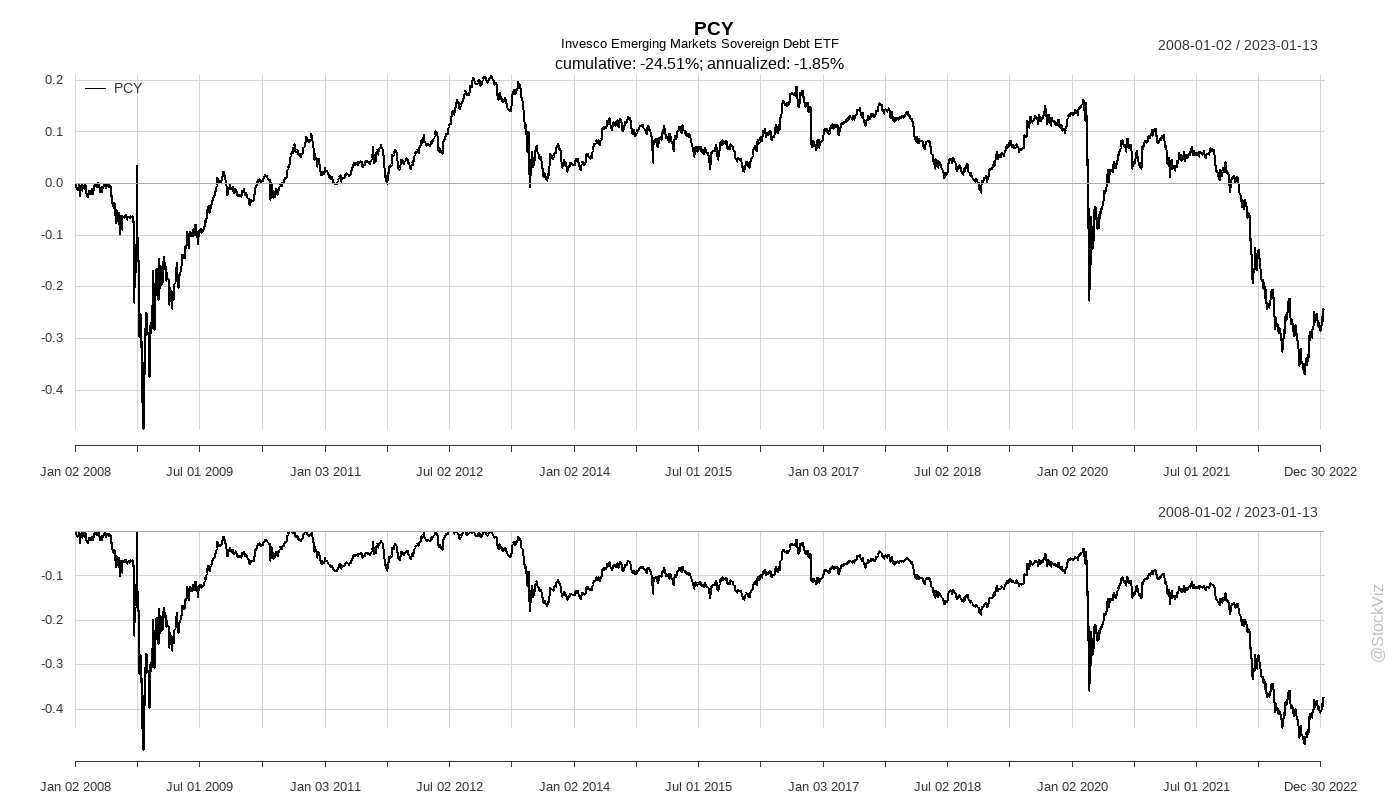 PCY
Invesco Emerging Markets Sovereign Debt ETF
cumulative: -24.51%; annualized: -1.85%
2008-01-02 / 2023-01-13
PCY
0.2
0.1
0.0
-0.1
-0.2
-0.3
-0.4
Jan 02 2008 Jul 01 2009 Jan 03 2011 Jul 02 2012 Jan 02 2014 Jul 01 2015 Jan 03 2017 Jul 02 2018 Jan 02 2020 Jul 01 2021 Dec 30 2022
2008-01-02 / 2023-01-13
-0.1
-0.2
-0.3
-0.4
Jan 02 2008 Jul 01 2009 Jan 03 2011 Jul 02 2012 Jan 02 2014 Jul 01 2015 Jan 03 2017 Jul 02 2018 Jan 02 2020 Jul 01 2021 Dec 30 2022
@StockViz